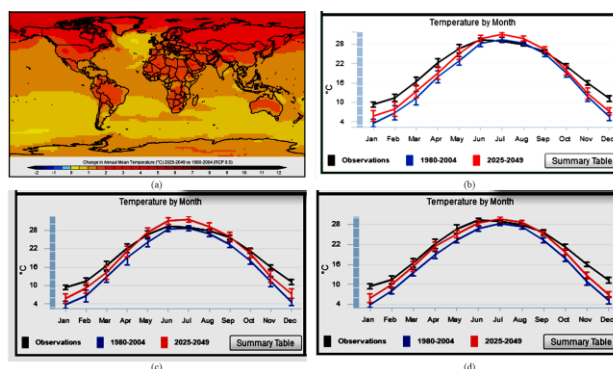 Change in Annual Mean Temperature (°C) 2025-2049 vs 1980-2004 (RCP 8.5)
-2 -1 0 1 2 3 4 5 6 7 8 9 10 11 12
(a)
Temperature by Month
28
22
16
10
4
°C
Jan Feb Mar Apr May Jun Jul Aug Sep Oct Nov Dec
Observations 1980-2004 2025-2049 Summary Table
(b)
Temperature by Month
28
22
16
10
4
°C
Jan Feb Mar Apr May Jun Jul Aug Sep Oct Nov Dec
Observations 1980-2004 2025-2049 Summary Table
(c)
Temperature by Month
28
22
16
10
4
°C
Jan Feb Mar Apr May Jun Jul Aug Sep Oct Nov Dec
Observations 1980-2004 2025-2049 Summary Table
(d)